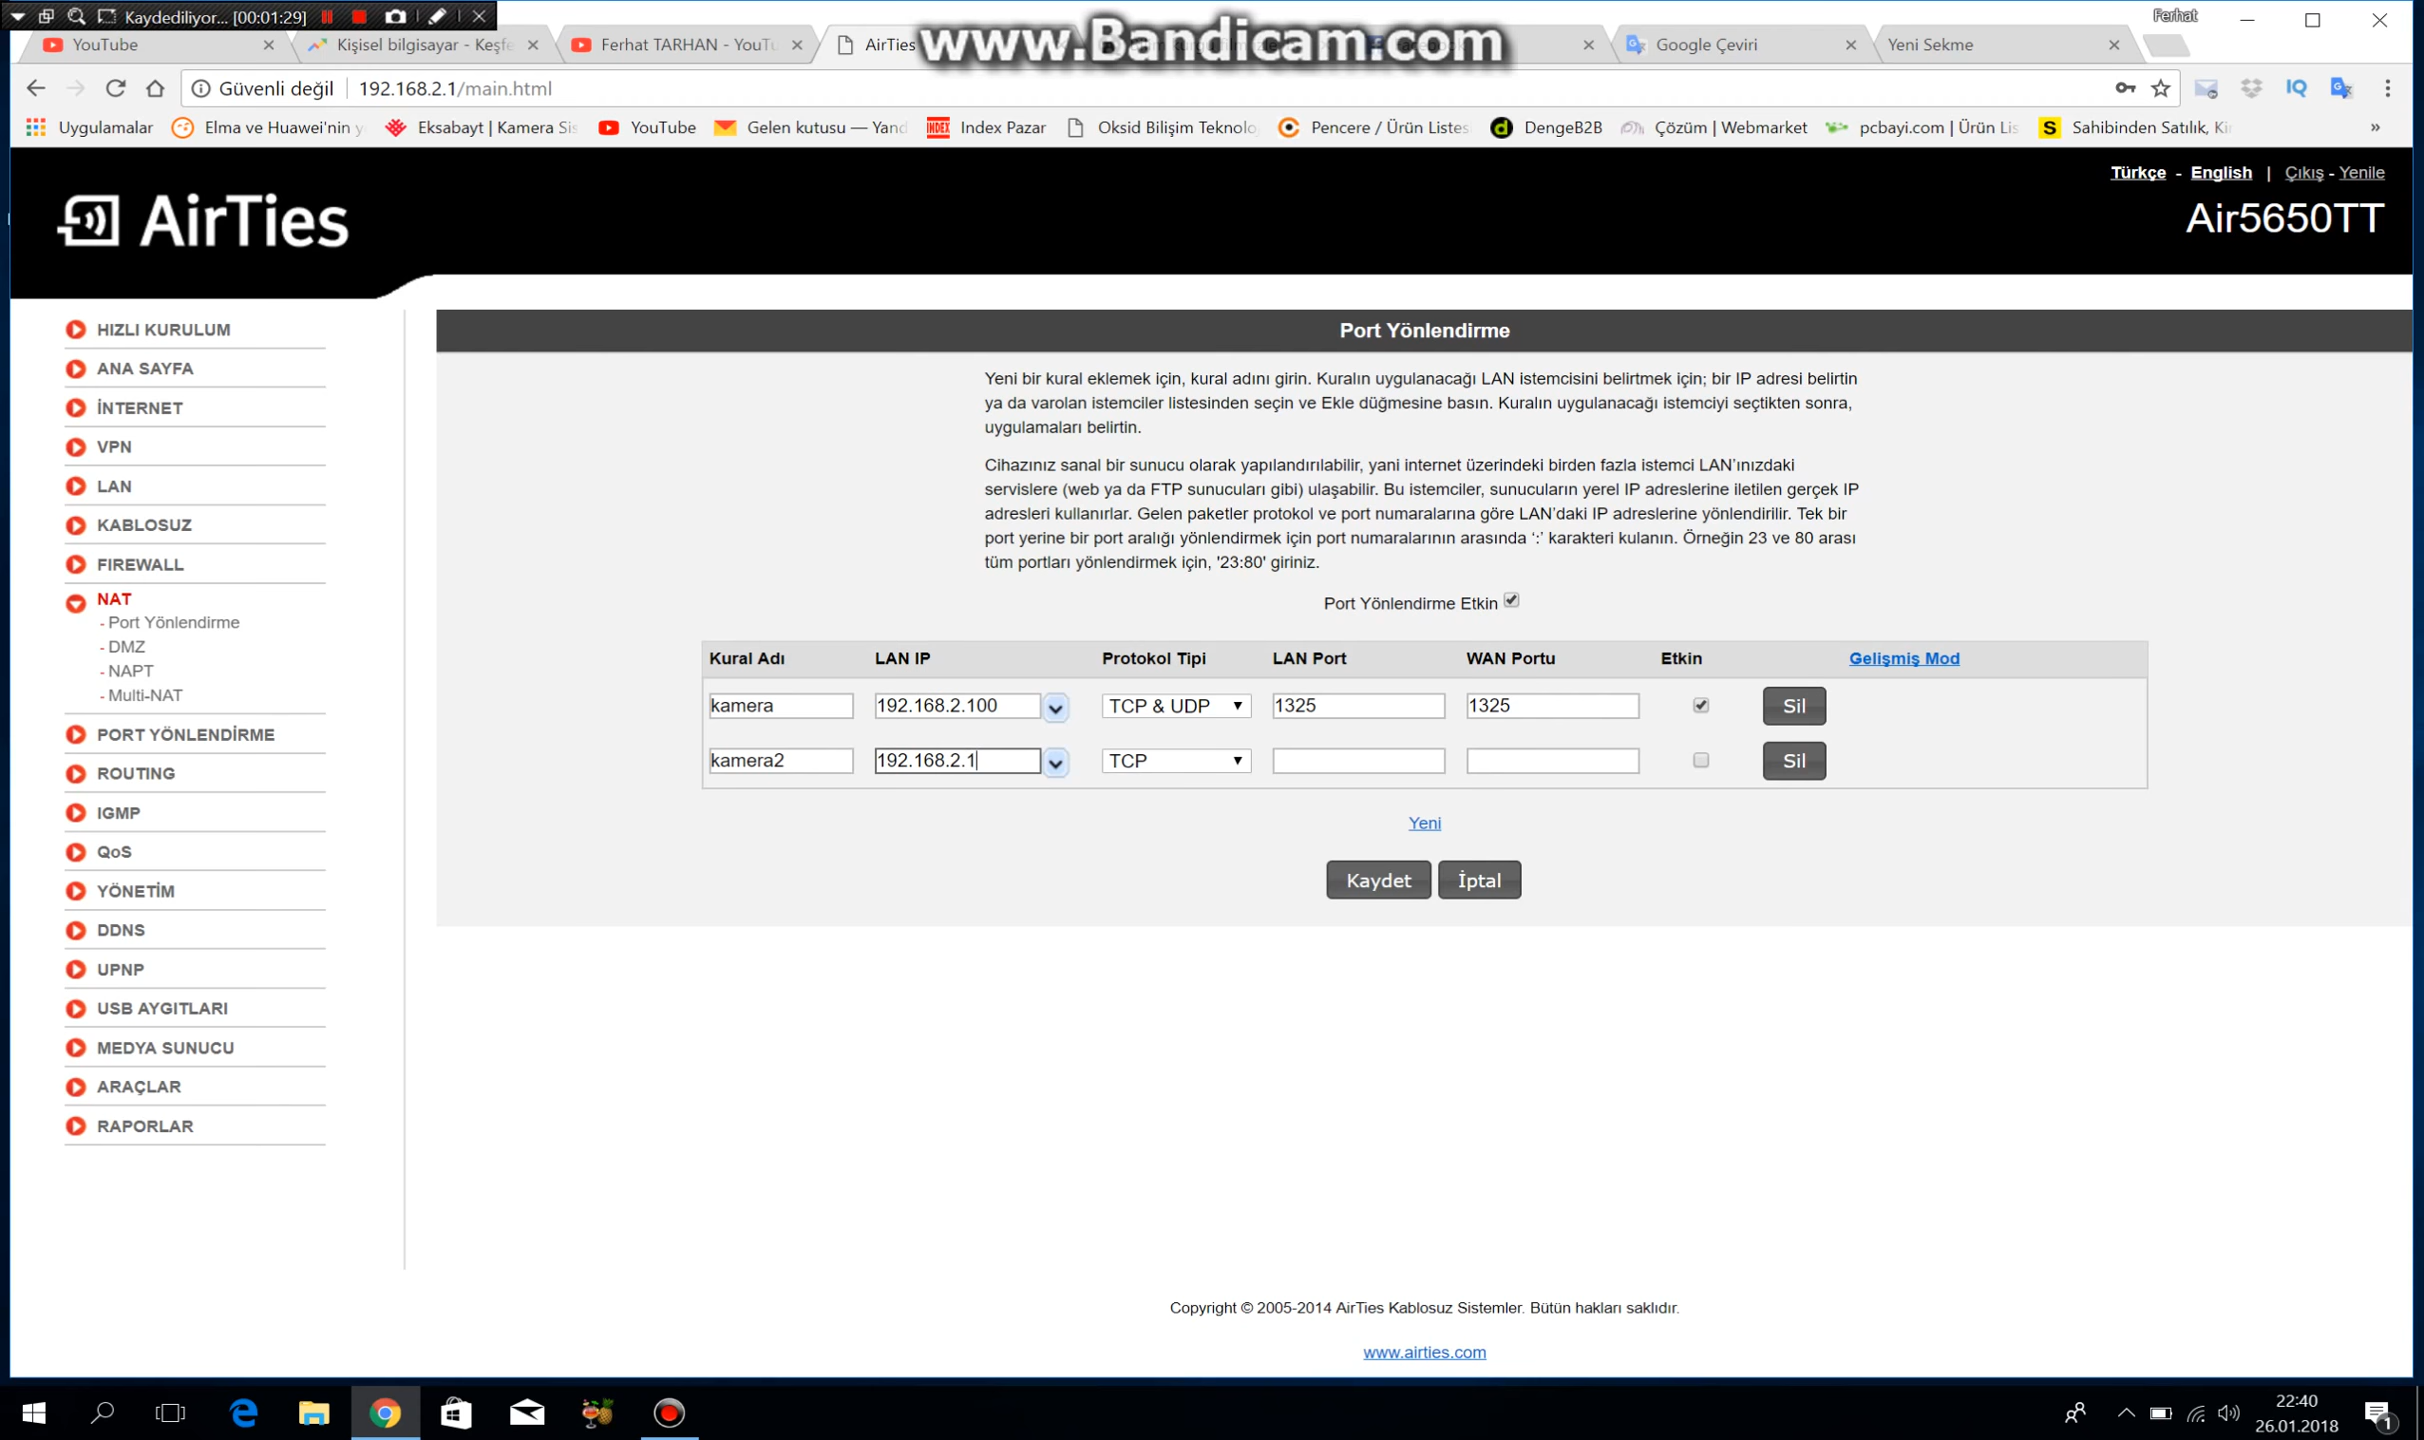 Kaydediliyor... [00:01:29]
Ferhat
www.Bandicam.com
YouTube
Kişisel bilgisayar - Keşfe
Ferhat TARHAN - YouTu
AirTies
Google Çeviri
Yeni Sekme
Güvenli değil | 192.168.2.1/main.html
Uygulamalar
Elma ve Huawei'nin y
Eksabayt | Kamera Sis
YouTube
Gelen kutusu — Yand
INDEX Index Pazar
Oksid Bilişim Teknolo
Pencere / Ürün Listes
DengeB2B
Çözüm | Webmarket
pcbayi.com | Ürün Lis
S Sahibinden Satılık, Kir
»
Türkçe - English | Çıkış - Yenile
AirTies
Air5650TT
HIZLI KURULUM
ANA SAYFA
İNTERNET
VPN
LAN
KABLOSUZ
FIREWALL
NAT
- Port Yönlendirme
- DMZ
- NAPT
- Multi-NAT
PORT YÖNLENDİRME
ROUTING
IGMP
QoS
YÖNETİM
DDNS
UPNP
USB AYGITLARI
MEDYA SUNUCU
ARAÇLAR
RAPORLAR
Port Yönlendirme
Yeni bir kural eklemek için, kural adını girin. Kuralın uygulanacağı LAN istemcisini belirtmek için; bir IP adresi belirtin
ya da varolan istemciler listesinden seçin ve Ekle düğmesine basın. Kuralın uygulanacağı istemciyi seçtikten sonra,
uygulamaları belirtin.
Cihazınız sanal bir sunucu olarak yapılandırılabilir, yani internet üzerindeki birden fazla istemci LAN'ınızdaki
servislere (web ya da FTP sunucuları gibi) ulaşabilir. Bu istemciler, sunucuların yerel IP adreslerine iletilen gerçek IP
adresleri kullanırlar. Gelen paketler protokol ve port numaralarına göre LAN'daki IP adreslerine yönlendirilir. Tek bir
port yerine bir port aralığı yönlendirmek için port numaralarının arasında ‘:’ karakteri kulanın. Örneğin 23 ve 80 arası
tüm portları yönlendirmek için, '23:80' giriniz.
Port Yönlendirme Etkin
Kural Adı LAN IP Protokol Tipi LAN Port WAN Portu Etkin Gelişmiş Mod
kamera 192.168.2.100 TCP & UDP 1325 1325 Sil
kamera2 192.168.2.1 TCP Sil
Yeni
Kaydet İptal
Copyright © 2005-2014 AirTies Kablosuz Sistemler. Bütün hakları saklıdır.
www.airties.com
22:40
26.01.2018
1